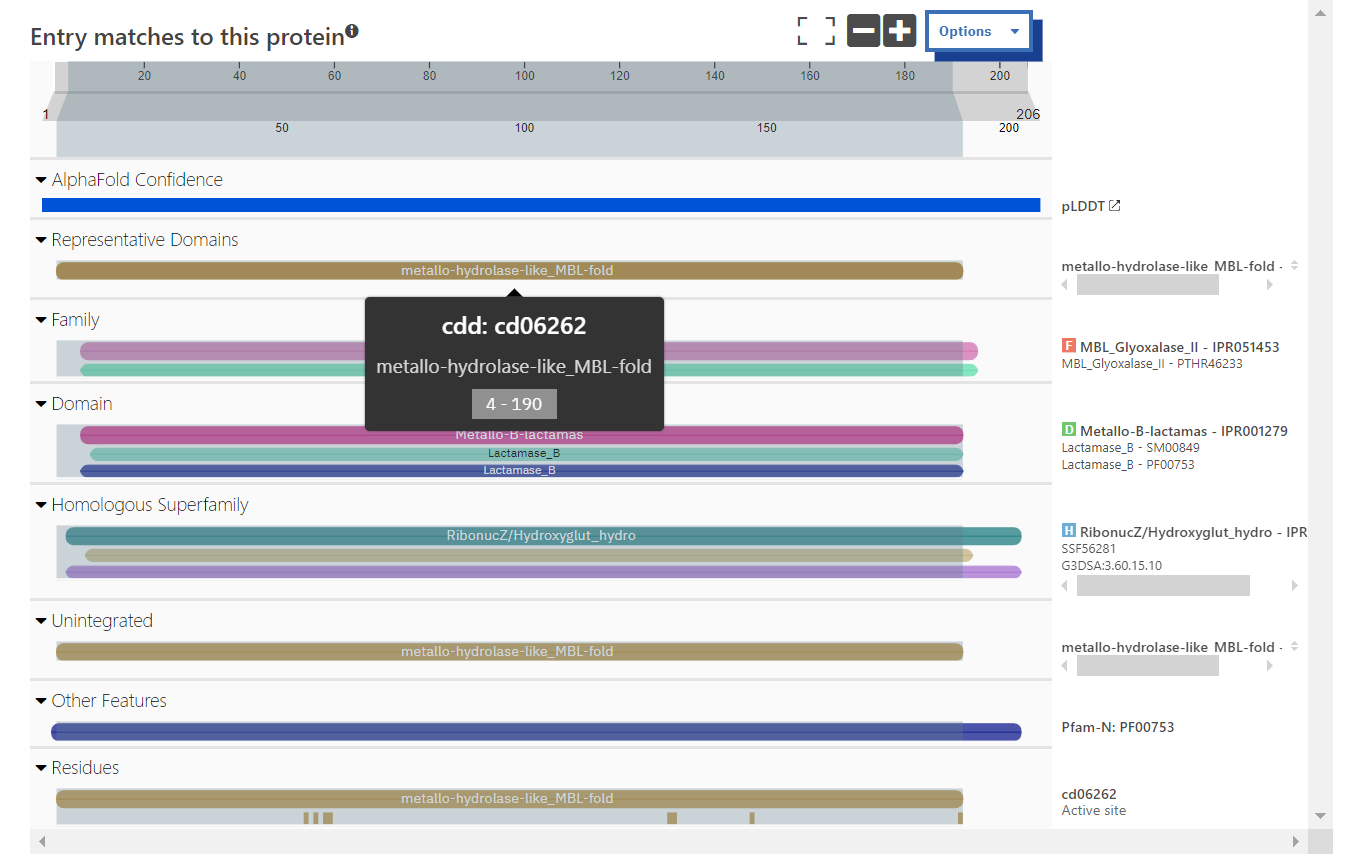 Entry matches to this protein
Options
20 40 60 80 100 120 140 160 180 200
1 206
50 100 150 200
AlphaFold Confidence
pLDDT
Representative Domains
metallo-hydrolase-like_MBL-fold
metallo-hydrolase-like_MBL-fold -
cdd: cd06262
metallo-hydrolase-like_MBL-fold
4 - 190
Family
F MBL_Glyoxalase_II - IPR051453
MBL_Glyoxalase_II - PTHR46233
Domain
Metallo-B-lactamas
D Metallo-B-lactamas - IPR001279
Lactamase_B
Lactamase_B - SM00849
Lactamase_B
Lactamase_B - PF00753
Homologous Superfamily
RibonucZ/Hydroxyglut_hydro
H RibonucZ/Hydroxyglut_hydro - IPR
SSF56281
G3DSA:3.60.15.10
Unintegrated
metallo-hydrolase-like_MBL-fold
metallo-hydrolase-like_MBL-fold -
Other Features
Pfam-N: PF00753
Residues
metallo-hydrolase-like_MBL-fold
cd06262
Active site